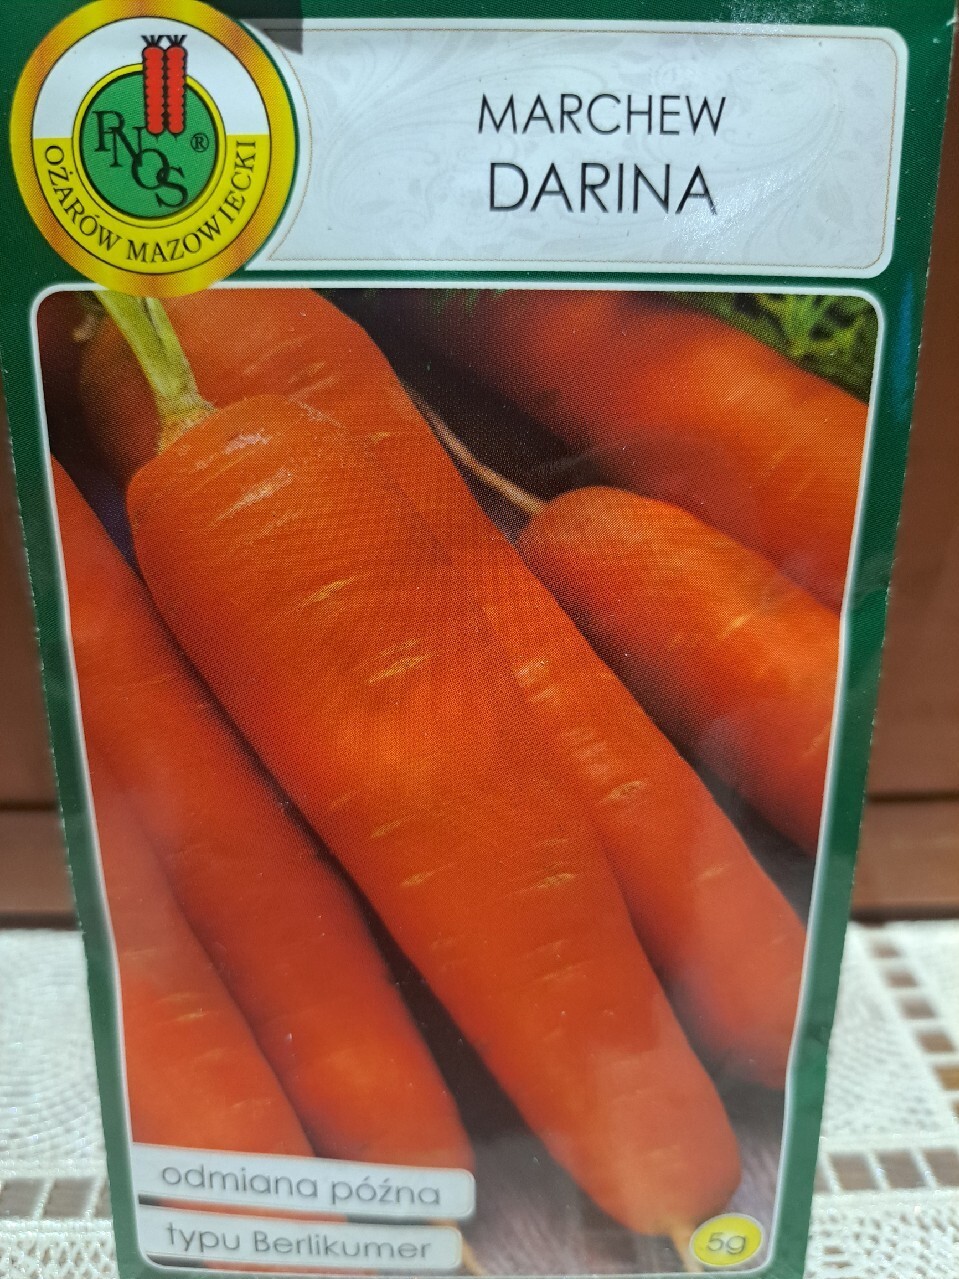 PNOS®
OŻARÓW MAZOWIECKI
MARCHEW
DARINA
odmiana późna
typu Berlikumer
5g